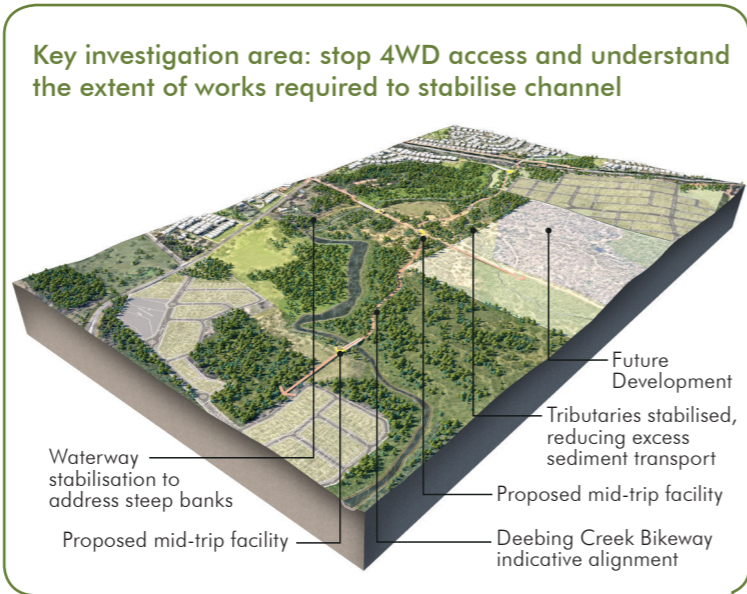 Key investigation area: stop 4WD access and understand
the extent of works required to stabilise channel
Future
Development
Tributaries stabilised,
reducing excess
sediment transport
Waterway
stabilisation to
address steep banks
Proposed mid-trip facility
Proposed mid-trip facility
Deebing Creek Bikeway
indicative alignment